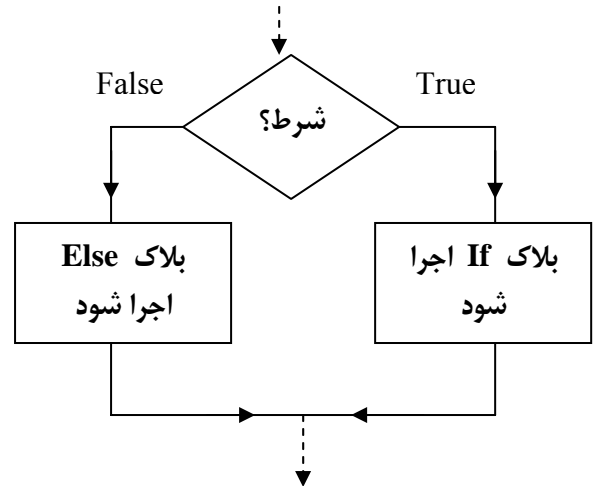 False
True
شرط؟
بلاک Else
اجرا شود
بلاک If اجرا
شود